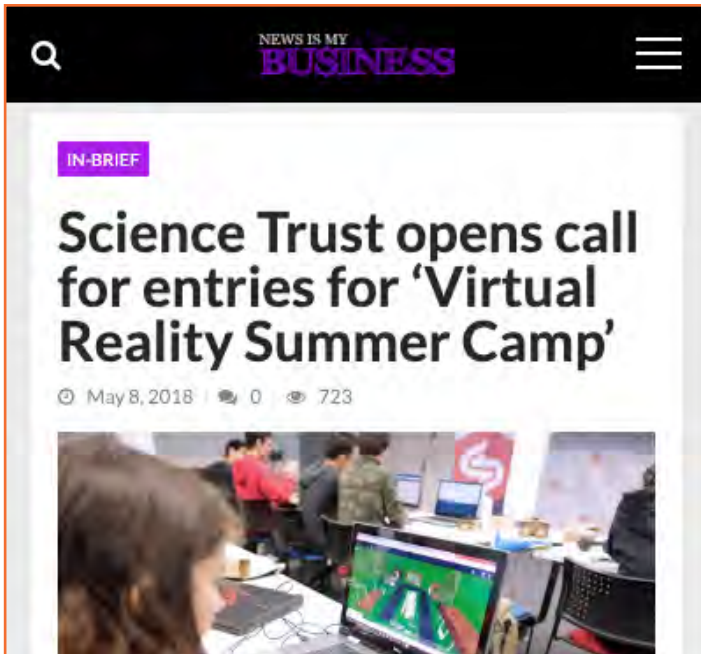 NEWS IS MY
BUSINESS
IN-BRIEF
Science Trust opens call
for entries for ‘Virtual
Reality Summer Camp’
May 8, 2018 0 723